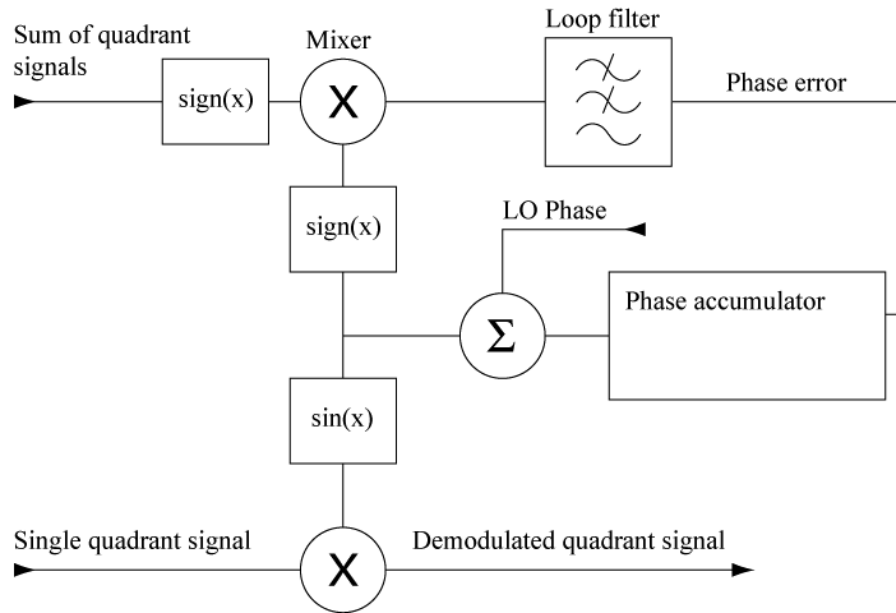 Sum of quadrant
signals
Mixer
Loop filter
sign(x)
X
Phase error
sign(x)
LO Phase
Phase accumulator
Σ
sin(x)
Single quadrant signal
X
Demodulated quadrant signal